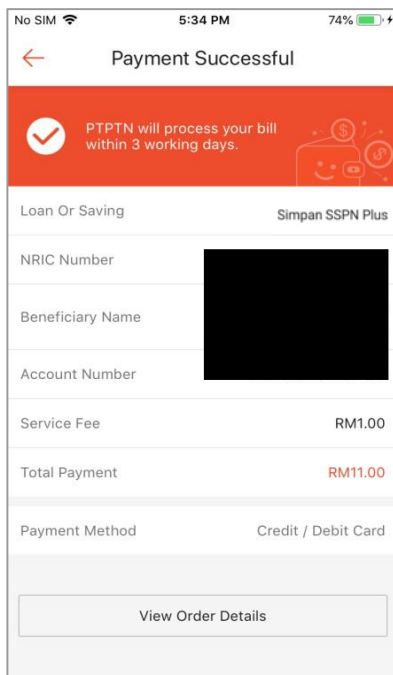 No SIM 5:34 PM 74%
Payment Successful
PTPTN will process your bill
within 3 working days.
Loan Or Saving Simpan SSPN Plus
NRIC Number
Beneficiary Name
Account Number
Service Fee RM1.00
Total Payment RM11.00
Payment Method Credit / Debit Card
View Order Details